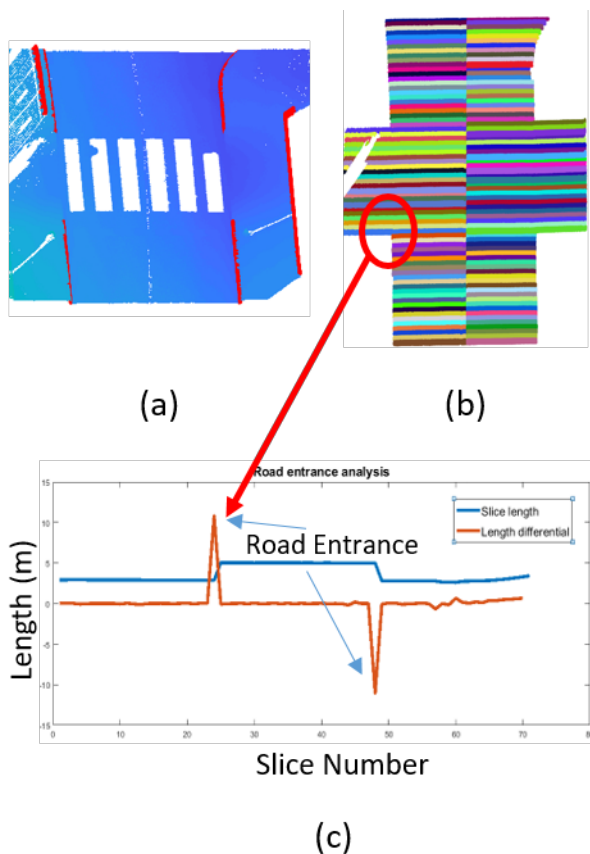 (a)
(b)
Road entrance analysis
15
10
5
0
-5
-10
-15
0
10
20
30
40
50
60
70
80
Slice length
Length differential
Road Entrance
Length (m)
Slice Number
(c)